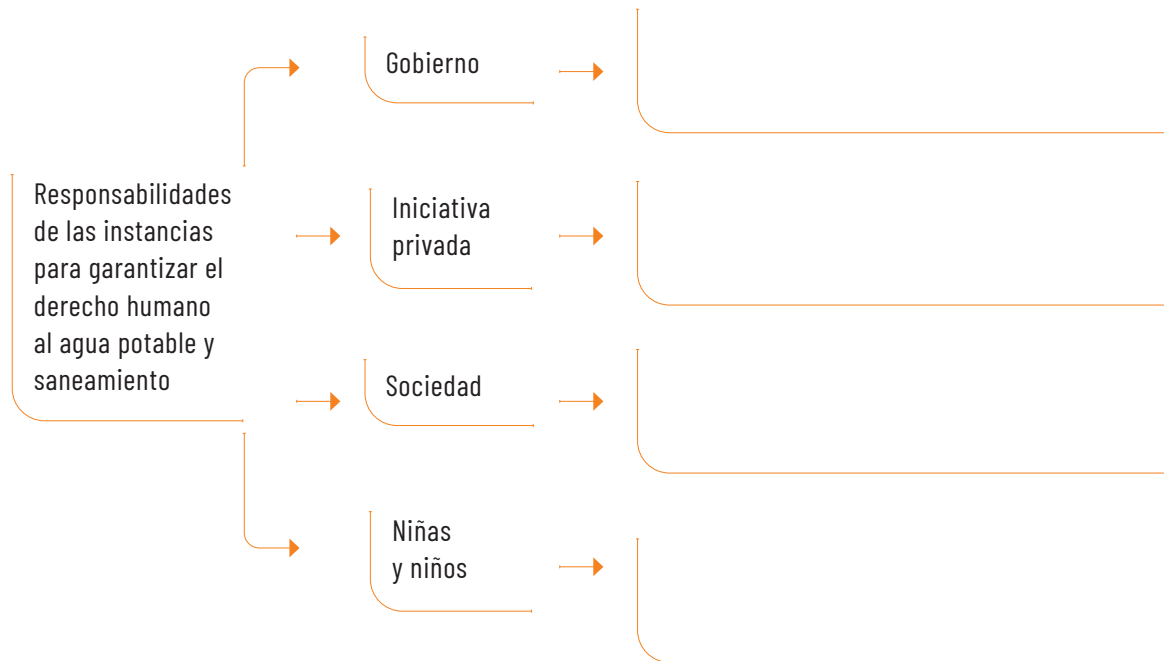 Responsabilidades
de las instancias
para garantizar el
derecho humano
al agua potable y
saneamiento
Gobierno
Iniciativa
privada
Sociedad
Niñas
y niños